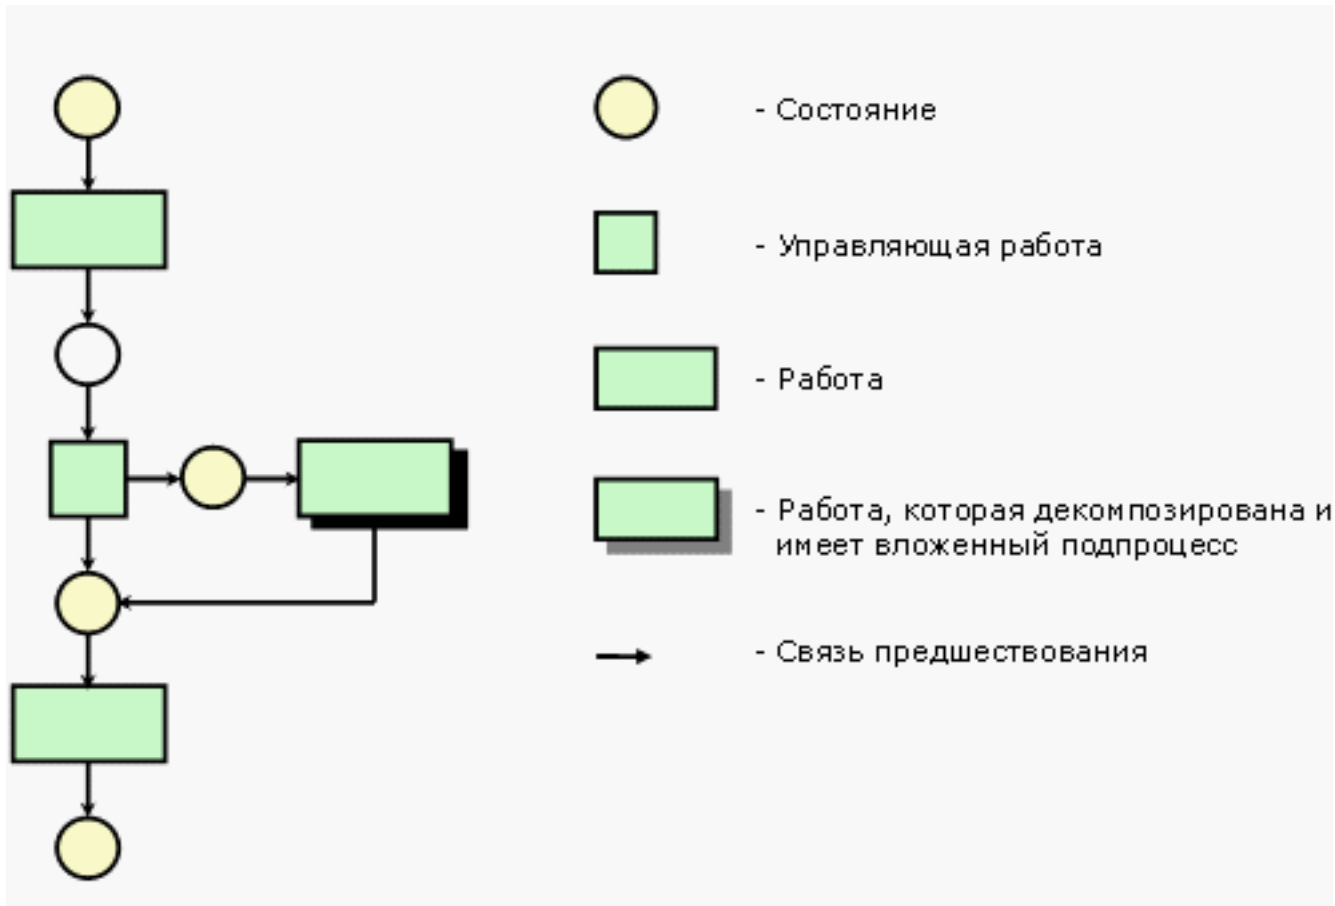 - Состояние
- Управляющая работа
- Работа
- Работа, которая декомпозирована и
имеет вложенный подпроцесс
- Связь предшествования